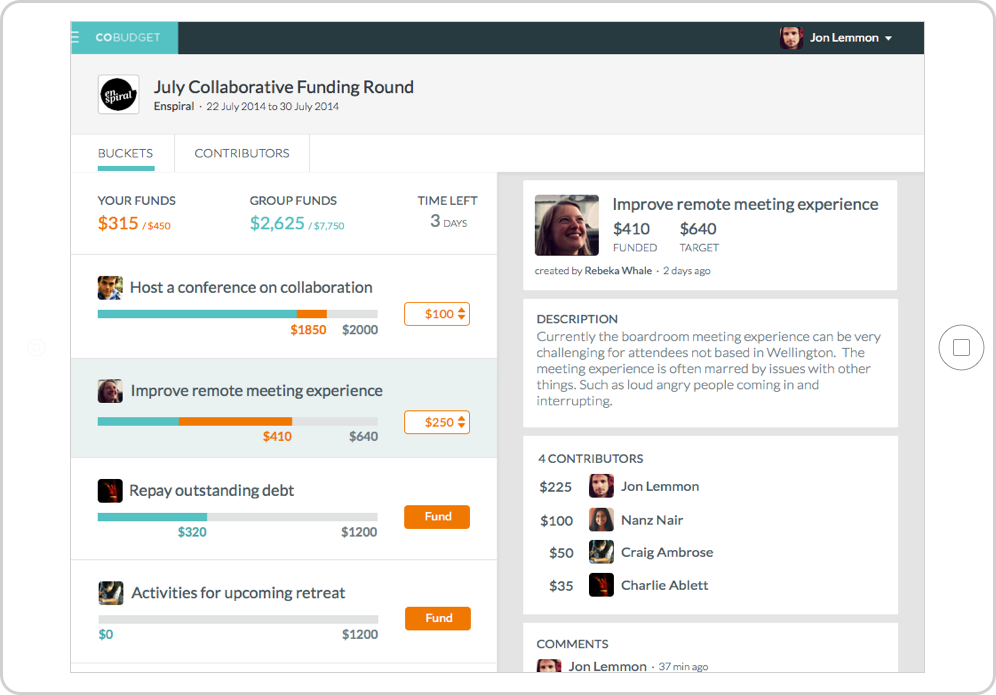 COBUDGET
Jon Lemmon
enspiral
July Collaborative Funding Round
Enspiral · 22 July 2014 to 30 July 2014
BUCKETS
CONTRIBUTORS
YOUR FUNDS
$315 / $450
GROUP FUNDS
$2,625 / $7,750
TIME LEFT
3 DAYS
Host a conference on collaboration
$1850
$2000
$100
Improve remote meeting experience
$410
$640
$250
Repay outstanding debt
$320
$1200
Fund
Activities for upcoming retreat
$0
$1200
Fund
Improve remote meeting experience
$410
$640
FUNDED
TARGET
created by Rebeka Whale · 2 days ago
DESCRIPTION
Currently the boardroom meeting experience can be very
challenging for attendees not based in Wellington. The
meeting experience is often marred by issues with other
things. Such as loud angry people coming in and
interrupting.
4 CONTRIBUTORS
$225 Jon Lemmon
$100 Nanz Nair
$50 Craig Ambrose
$35 Charlie Ablett
COMMENTS
Jon Lemmon · 37 min ago